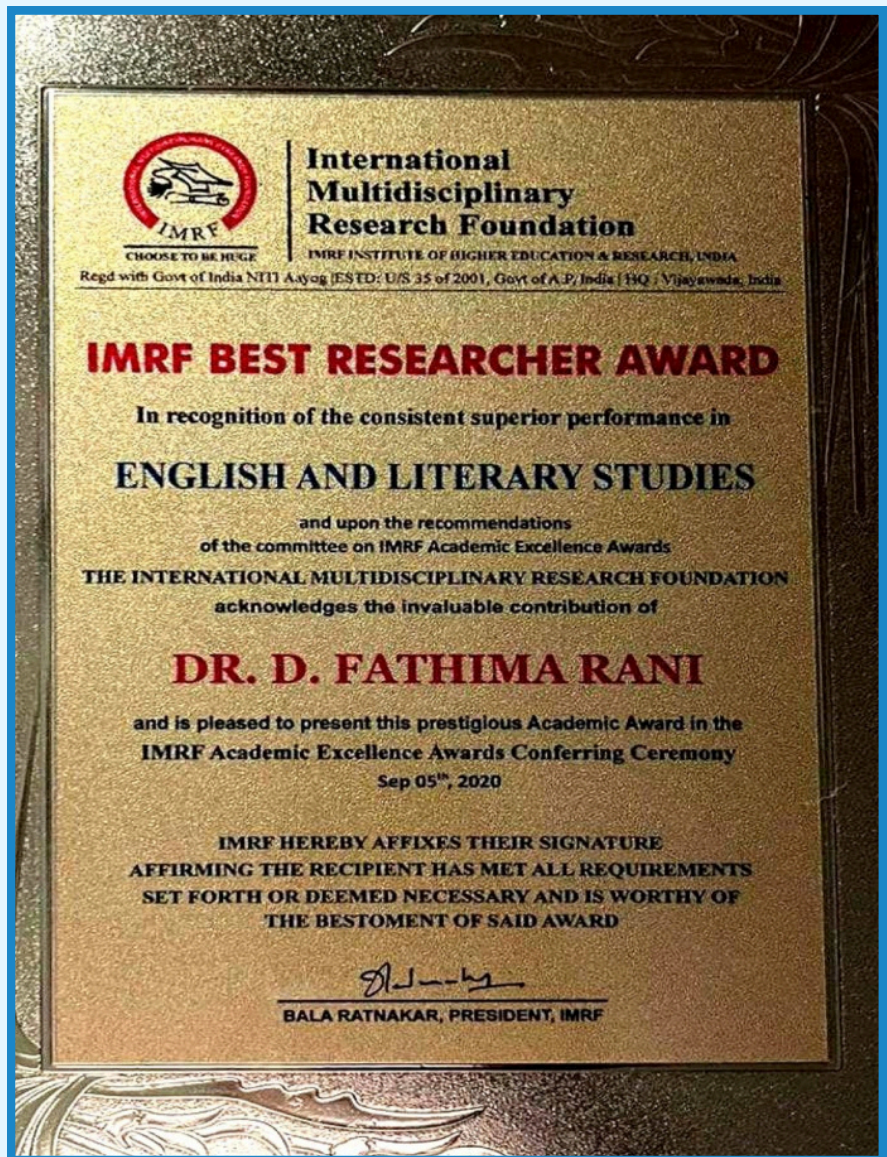 IMRF
CHOOSE TO BE HUGE
International
Multidisciplinary
Research Foundation
IMRF INSTITUTE OF HIGHER EDUCATION & RESEARCH, INDIA
Regd with Govt of India NITI Aayog |ESTD: U/S 35 of 2001, Govt of A.P, India | HQ : Vijayawada, India
IMRF BEST RESEARCHER AWARD
In recognition of the consistent superior performance in
ENGLISH AND LITERARY STUDIES
and upon the recommendations
of the committee on IMRF Academic Excellence Awards
THE INTERNATIONAL MULTIDISCIPLINARY RESEARCH FOUNDATION
acknowledges the invaluable contribution of
DR. D. FATHIMA RANI
and is pleased to present this prestigious Academic Award in the
IMRF Academic Excellence Awards Conferring Ceremony
Sep 05th, 2020
IMRF HEREBY AFFIXES THEIR SIGNATURE
AFFIRMING THE RECIPIENT HAS MET ALL REQUIREMENTS
SET FORTH OR DEEMED NECESSARY AND IS WORTHY OF
THE BESTOMENT OF SAID AWARD
BALA RATNAKAR, PRESIDENT, IMRF